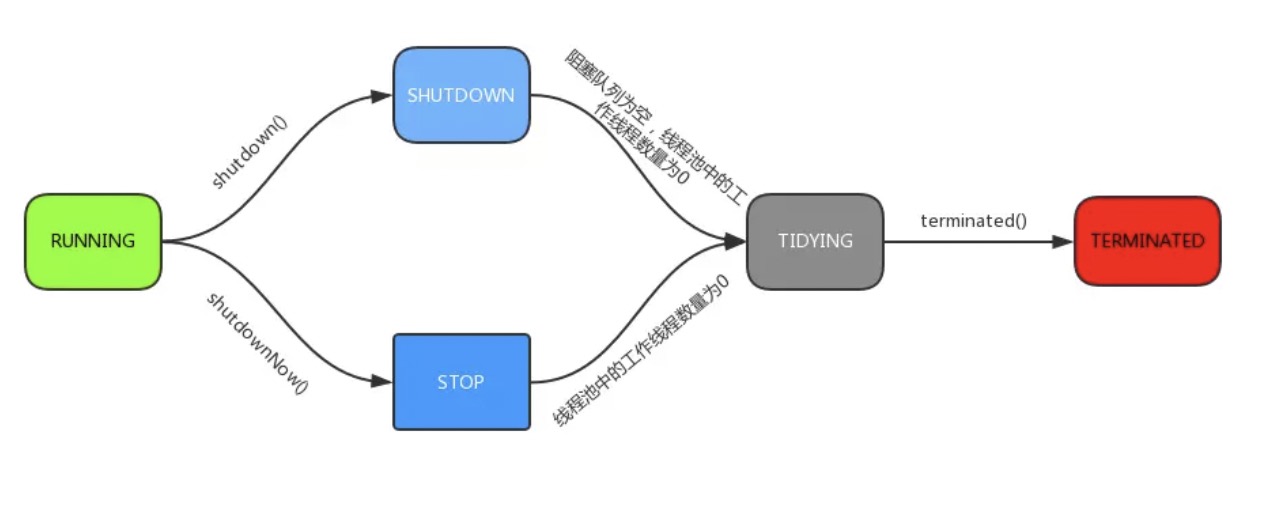 SHUTDOWN
阻塞队列为空，线程池中的工
作线程数量为0
shutdown()
RUNNING
TIDYING
terminated()
TERMINATED
shutdownNow()
线程池中的工作线程数量为0
STOP